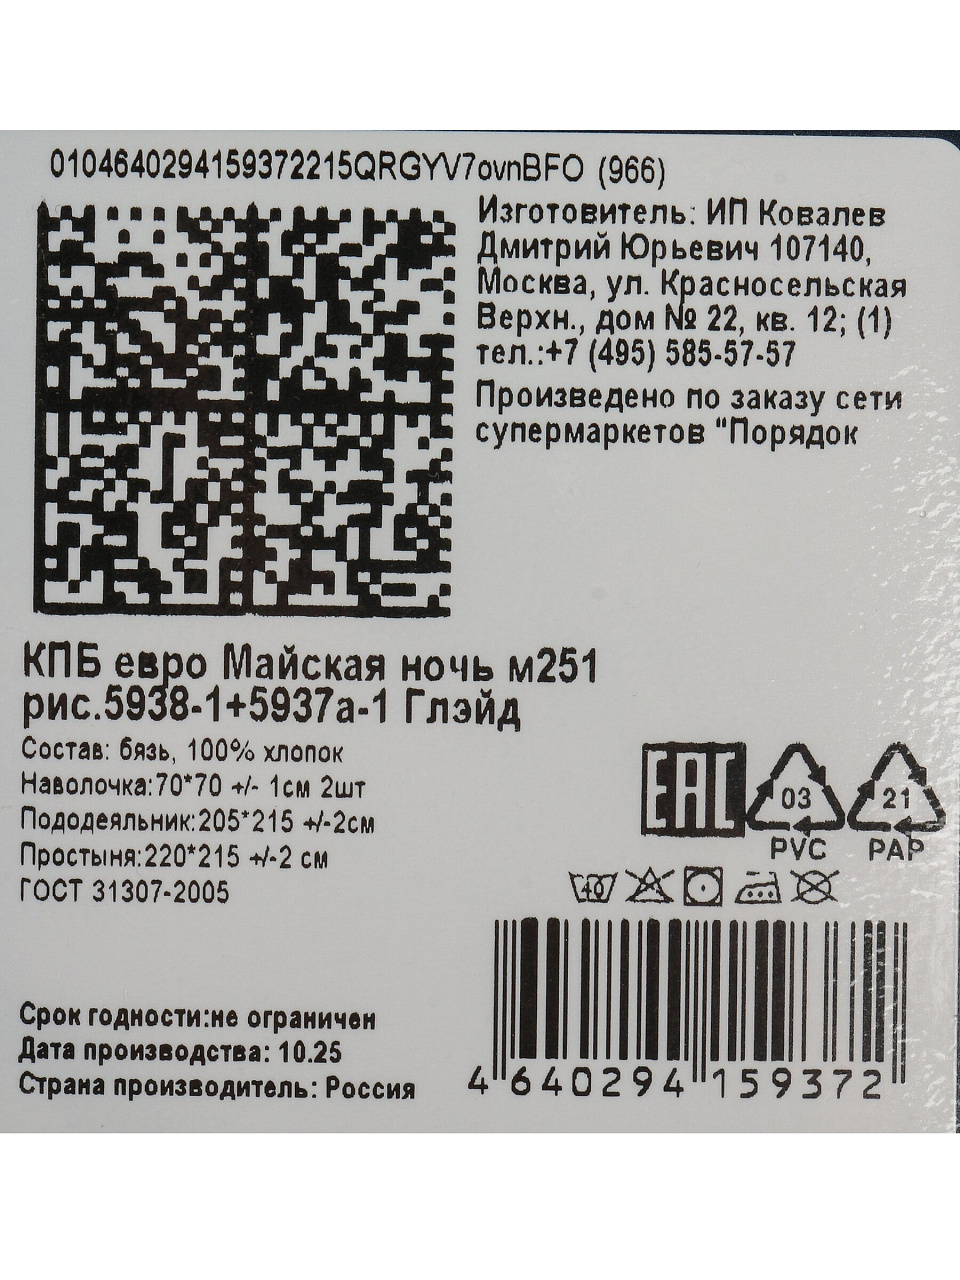 0104640294159372215QRGYV7ovnBFO (966)
Изготовитель: ИП Ковалев
Дмитрий Юрьевич 107140,
Москва, ул. Красносельская
Верхн., дом № 22, кв. 12; (1)
тел.:+7 (495) 585-57-57
Произведено по заказу сети
супермаркетов "Порядок
КПБ евро Майская ночь м251
рис.5938-1+5937а-1 Глэйд
Состав: бязь, 100% хлопок
Наволочка:70*70 +/- 1см 2шт
Пододеяльник:205*215 +/-2см
Простыня:220*215 +/-2 см
ГОСТ 31307-2005
EAC 03 21
PVC PAP
40
Срок годности:не ограничен
Дата производства: 10.25
Страна производитель: Россия
4 640294 159372